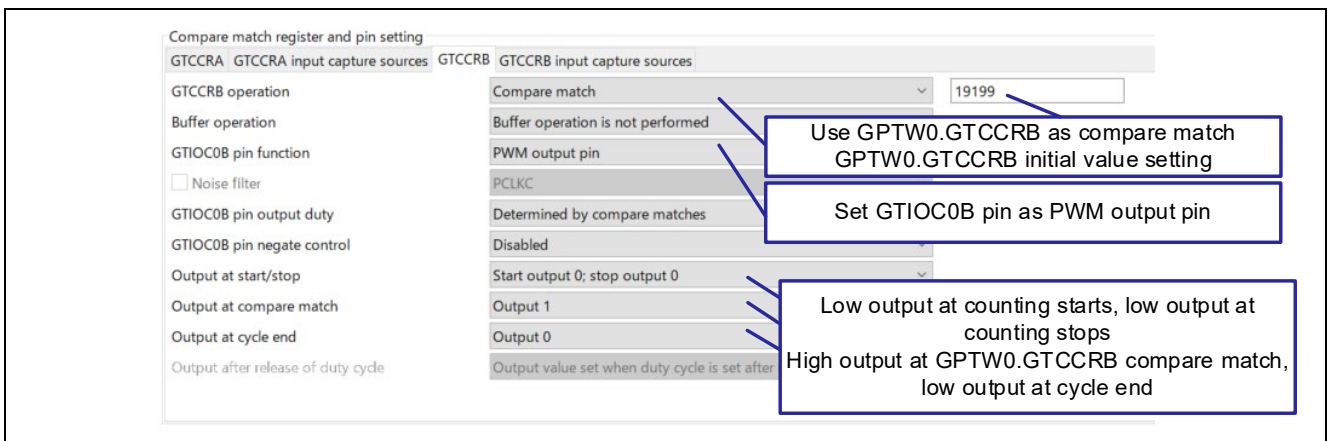 Compare match register and pin setting
GTCCRA GTCCRA input capture sources GTCCRB GTCCRB input capture sources
GTCCRB operation Compare match 19199
Buffer operation Buffer operation is not performed
Use GPTW0.GTCCRB as compare match
GPTW0.GTCCRB initial value setting
GTIOC0B pin function PWM output pin
Noise filter PCLKC
Set GTIOC0B pin as PWM output pin
GTIOC0B pin output duty Determined by compare matches
GTIOC0B pin negate control Disabled
Output at start/stop Start output 0; stop output 0
Output at compare match Output 1
Low output at counting starts, low output at
counting stops
Output at cycle end Output 0
High output at GPTW0.GTCCRB compare match,
low output at cycle end
Output after release of duty cycle Output value set when duty cycle is set after